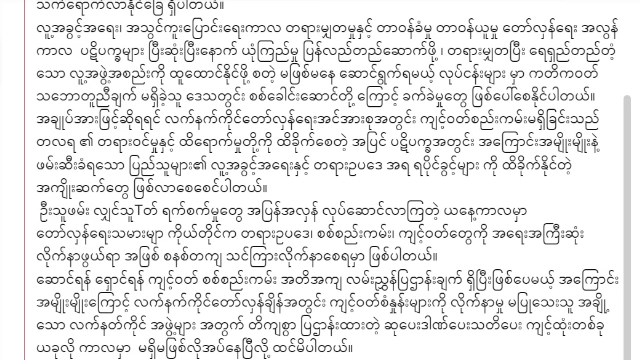 သက်ရောက်လာနိုင်ခြေ ရှိပါတယ်။
လူ့အခွင့်အရေး၊ အသွင်ကူးပြောင်းရေးကာလ တရားမျှတမှုနှင့် တာဝန်ခံမှု တာဝန်ယူမှု တော်လှန်ရေး အလွန်
ကာလ ပဋိပက္ခများ ပြီးဆုံးပြီးနောက် ယုံကြည်မှု ပြန်လည်တည်ဆောက်ဖို့ ၊ တရားမျှတပြီး ရေရှည်တည်တံ့
သော လူ့အဖွဲ့အစည်းကို ထူထောင်နိုင်ဖို့ စတဲ့ မဖြစ်မနေ ဆောင်ရွက်ရမယ့် လုပ်ငန်းများ မှာ ကတိကဝတ်
သဘောတူညီချက် မရှိခဲ့သူ ဒေသတွင်း စစ်ခေါင်းဆောင်တို့ ကြောင့် ခက်ခဲမှုတွေ ဖြစ်ပေါ်စေနိုင်ပါတယ်။
အချုပ်အားဖြင့်ဆိုရရင် လက်နက်ကိုင်တော်လှန်ရေးအင်အားစုအတွင်း ကျင့်ဝတ်စည်းကမ်းမရှိခြင်းသည်
တလရ ၏ တရားဝင်မှုနှင့် ထိရောက်မှုတို့ကို ထိခိုက်စေတဲ့ အပြင် ပဋိပက္ခအတွင်း အကြောင်းအမျိုးမျိုးနဲ့
ဖမ်းဆီးခံရသော ပြည်သူများ၏ လူ့အခွင့်အရေးနှင့် တရားဥပဒေ အရ ရပိုင်ခွင့်များ ကို ထိခိုက်နိုင်တဲ့
အကျိုးဆက်တွေ ဖြစ်လာစေစေင်ပါတယ်။
ဦးသူဖမ်း လျှင်သူTတ် ရက်စက်မှုတွေ အပြန်အလှန် လုပ်ဆောင်လာကြတဲ့ ယနေ့ကာလမှာ
တော်လှန်ရေးသမားမျာ ကိုယ်တိုင်က တရားဥပဒေ၊ စစ်စည်းကမ်း၊ ကျင့်ဝတ်တွေကို အရေးအကြီးဆုံး
လိုက်နာဖွယ်ရာ အဖြစ် စနစ်တကျ သင်ကြားလိုက်နာစေရမှာ ဖြစ်ပါတယ်။
ဆောင်ရန် ရှောင်ရန် ကျင့်ဝတ် စစ်စည်းကမ်း အတိအကျ လမ်းညွှန်ပြဌာန်းချက် ရှိပြီးဖြစ်ပေမယ့် အကြောင်း
အမျိုးမျိုးကြောင့် လက်နက်ကိုင်တော်လှန်ချိန်အတွင်း ကျင့်ဝတ်စံနှုန်းများကို လိုက်နာမှု မပြုသေးသူ အချို့
သော လက်နတ်ကိုင် အဖွဲ့များ အတွက် တိကျစွာ ပြဌာန်းထားတဲ့ ဆုပေးဒါဏ်ပေးသတိပေး ကျင့်ထုံးတစ်ခု
ယခုလို ကာလမှာ မရှိမဖြစ်လိုအပ်နေပြီလို့ ထင်မိပါတယ်။